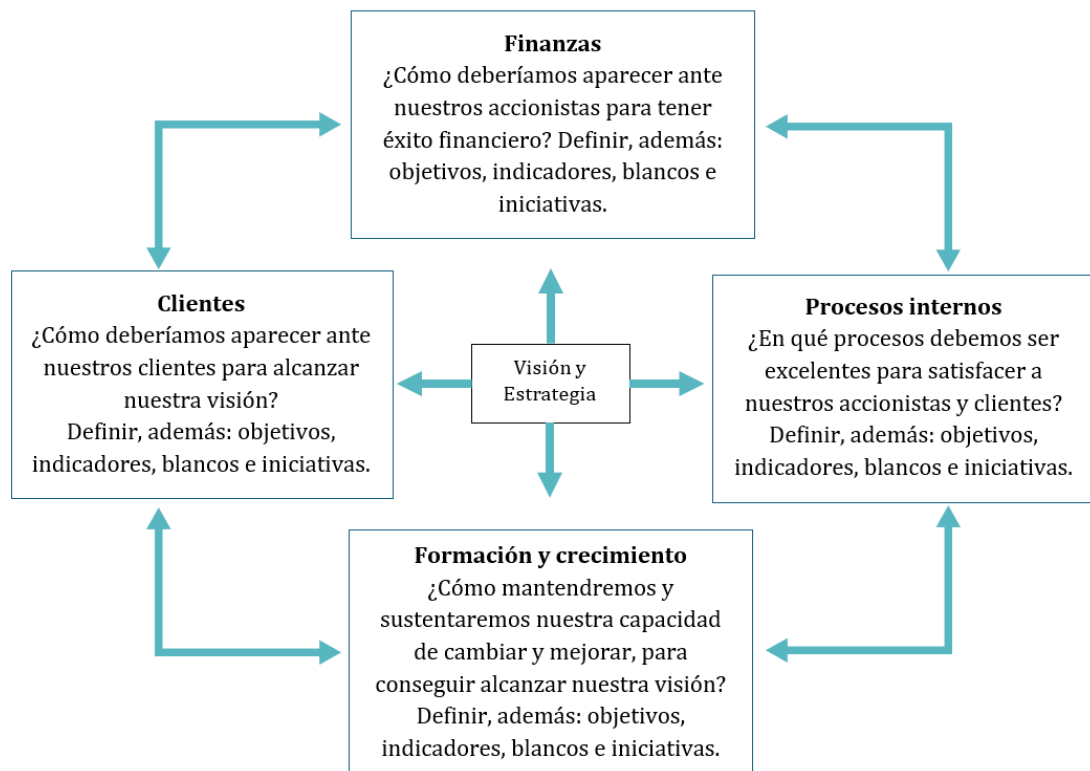 Finanzas
¿Cómo deberíamos aparecer ante
nuestros accionistas para tener
éxito financiero? Definir, además:
objetivos, indicadores, blancos e
iniciativas.
Clientes
¿Cómo deberíamos aparecer ante
nuestros clientes para alcanzar
nuestra visión?
Definir, además: objetivos,
indicadores, blancos e iniciativas.
Visión y
Estrategia
Procesos internos
¿En qué procesos debemos ser
excelentes para satisfacer a
nuestros accionistas y clientes?
Definir, además: objetivos,
indicadores, blancos e iniciativas.
Formación y crecimiento
¿Cómo mantendremos y
sustentaremos nuestra capacidad
de cambiar y mejorar, para
conseguir alcanzar nuestra visión?
Definir, además: objetivos,
indicadores, blancos e iniciativas.